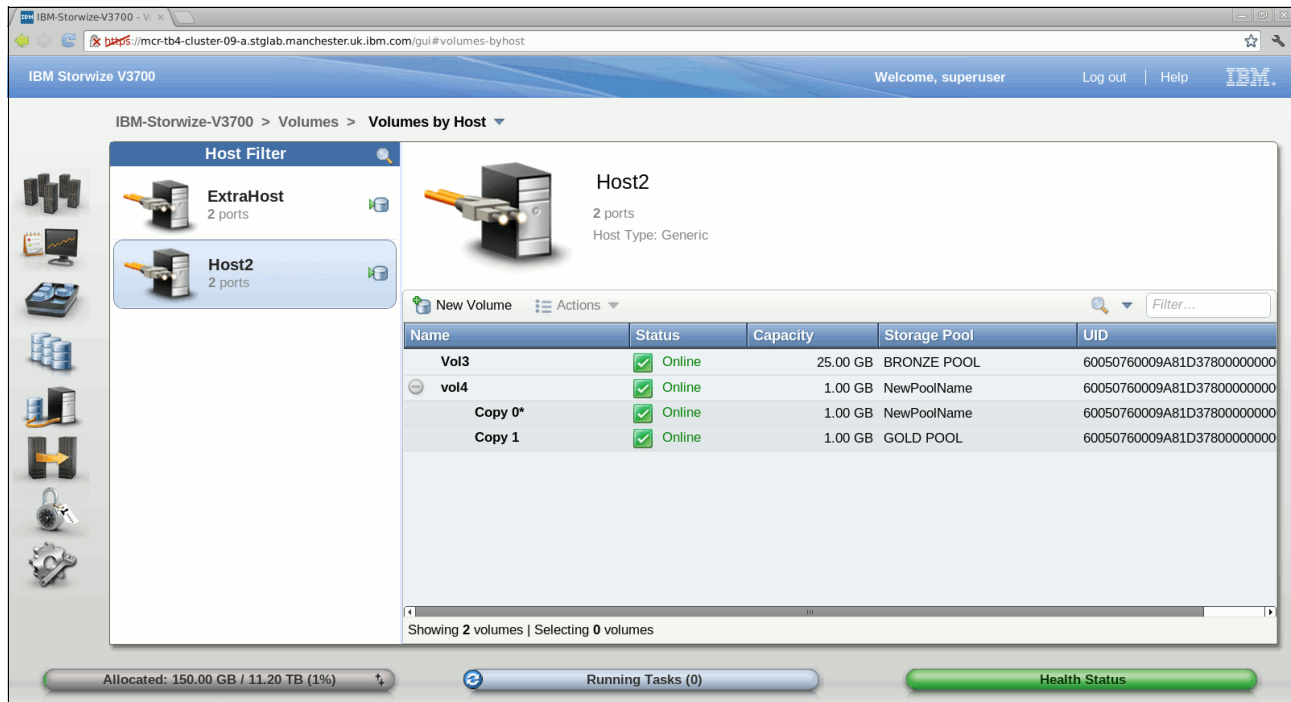 IBM-Storwize-V3700 - V
https://mcr-tb4-cluster-09-a.stglab.manchester.uk.ibm.com/gui#volumes-byhost
IBM Storwize V3700 Welcome, superuser Log out | Help IBM.
IBM-Storwize-V3700 > Volumes > Volumes by Host
Host Filter
ExtraHost
2 ports
Host2
2 ports
Host2
2 ports
Host Type: Generic
New Volume Actions Filter...
Name Status Capacity Storage Pool UID
Vol3 Online 25.00 GB BRONZE POOL 60050760009A81D37800000000
vol4 Online 1.00 GB NewPoolName 60050760009A81D37800000000
Copy 0* Online 1.00 GB NewPoolName 60050760009A81D37800000000
Copy 1 Online 1.00 GB GOLD POOL 60050760009A81D37800000000
Showing 2 volumes | Selecting 0 volumes
Allocated: 150.00 GB / 11.20 TB (1%) Running Tasks (0) Health Status